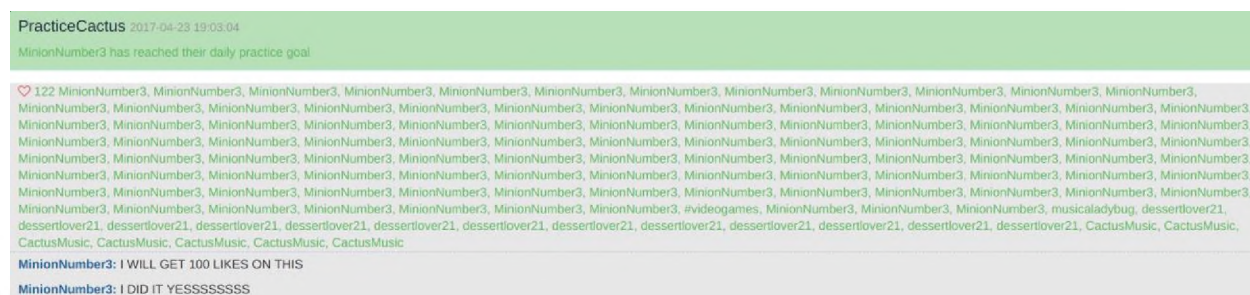 PracticeCactus 2017-04-23 19:03:04
MinionNumber3 has reached their daily practice goal
♡ 122 MinionNumber3, MinionNumber3, MinionNumber3, MinionNumber3, MinionNumber3, MinionNumber3, MinionNumber3, MinionNumber3, MinionNumber3, MinionNumber3, MinionNumber3, MinionNumber3,
MinionNumber3, MinionNumber3, MinionNumber3, MinionNumber3, MinionNumber3, MinionNumber3, MinionNumber3, MinionNumber3, MinionNumber3, MinionNumber3, MinionNumber3, MinionNumber3, MinionNumber3
MinionNumber3, MinionNumber3, MinionNumber3, MinionNumber3, MinionNumber3, MinionNumber3, MinionNumber3, MinionNumber3, MinionNumber3, MinionNumber3, MinionNumber3, MinionNumber3, MinionNumber3
MinionNumber3, MinionNumber3, MinionNumber3, MinionNumber3, MinionNumber3, MinionNumber3, MinionNumber3, MinionNumber3, MinionNumber3, MinionNumber3, MinionNumber3, MinionNumber3, MinionNumber3
MinionNumber3, MinionNumber3, MinionNumber3, MinionNumber3, MinionNumber3, MinionNumber3, MinionNumber3, MinionNumber3, MinionNumber3, MinionNumber3, MinionNumber3, MinionNumber3, MinionNumber3
MinionNumber3, MinionNumber3, MinionNumber3, MinionNumber3, MinionNumber3, MinionNumber3, MinionNumber3, MinionNumber3, MinionNumber3, MinionNumber3, MinionNumber3, MinionNumber3, MinionNumber3
MinionNumber3, MinionNumber3, MinionNumber3, MinionNumber3, MinionNumber3, MinionNumber3, MinionNumber3, MinionNumber3, MinionNumber3, MinionNumber3, MinionNumber3, MinionNumber3, MinionNumber3
MinionNumber3, MinionNumber3, MinionNumber3, MinionNumber3, MinionNumber3, MinionNumber3, MinionNumber3, #videogames, MinionNumber3, MinionNumber3, MinionNumber3, musicaladybug, dessertlover21,
dessertlover21, dessertlover21, dessertlover21, dessertlover21, dessertlover21, dessertlover21, dessertlover21, dessertlover21, dessertlover21, dessertlover21, dessertlover21, dessertlover21, CactusMusic, CactusMusic,
CactusMusic, CactusMusic, CactusMusic, CactusMusic, CactusMusic
MinionNumber3: I WILL GET 100 LIKES ON THIS
MinionNumber3: I DID IT YESSSSSSSS